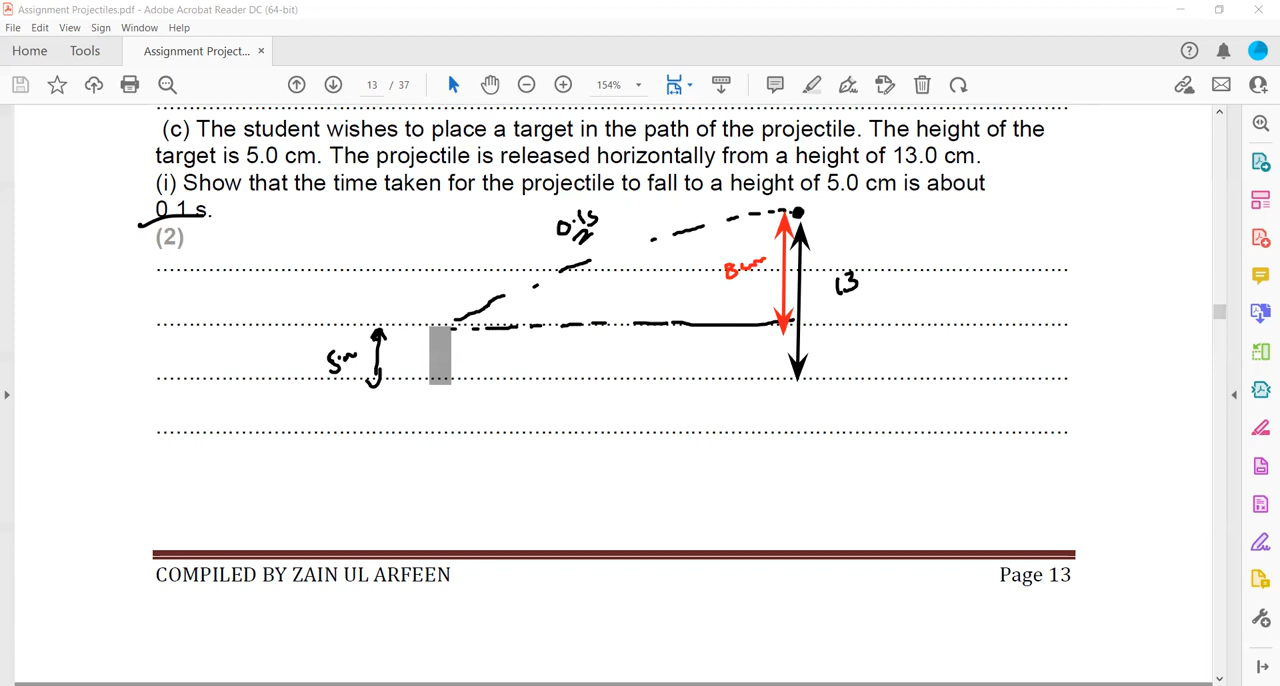 Assignment Projectiles.pdf - Adobe Acrobat Reader DC (64-bit)
File Edit View Sign Window Help
Home Tools Assignment Project... ×
13 / 37 154%
(c) The student wishes to place a target in the path of the projectile. The height of the
target is 5.0 cm. The projectile is released horizontally from a height of 13.0 cm.
(i) Show that the time taken for the projectile to fall to a height of 5.0 cm is about
0.1 s.
(2)
0.1s
8cm
13
5cm
COMPILED BY ZAIN UL ARFEEN Page 13